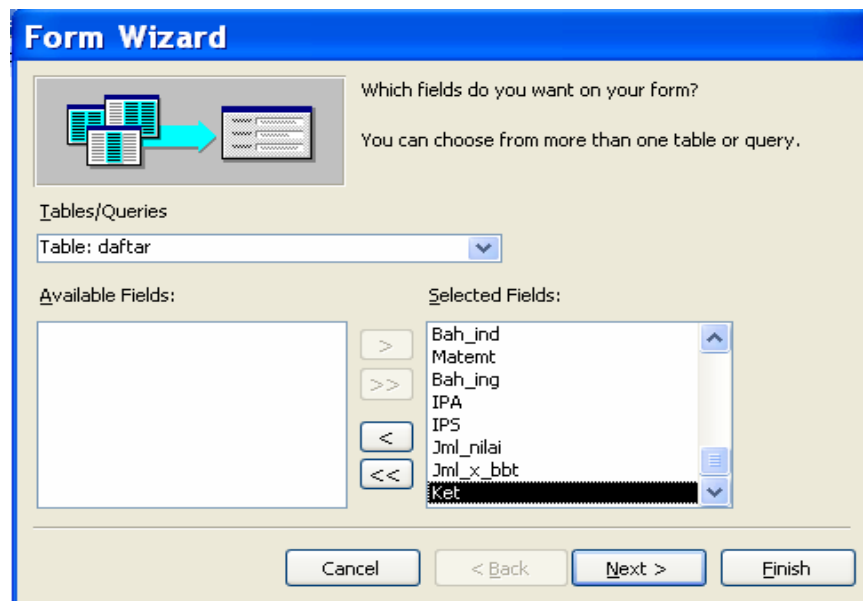 Form Wizard
Which fields do you want on your form?
You can choose from more than one table or query.
Tables/Queries
Table: daftar
Available Fields:
Selected Fields:
>
>>
<
<<
Bah_ind
Matemt
Bah_ing
IPA
IPS
Jml_nilai
Jml_x_bbt
Ket
Cancel
< Back
Next >
Finish